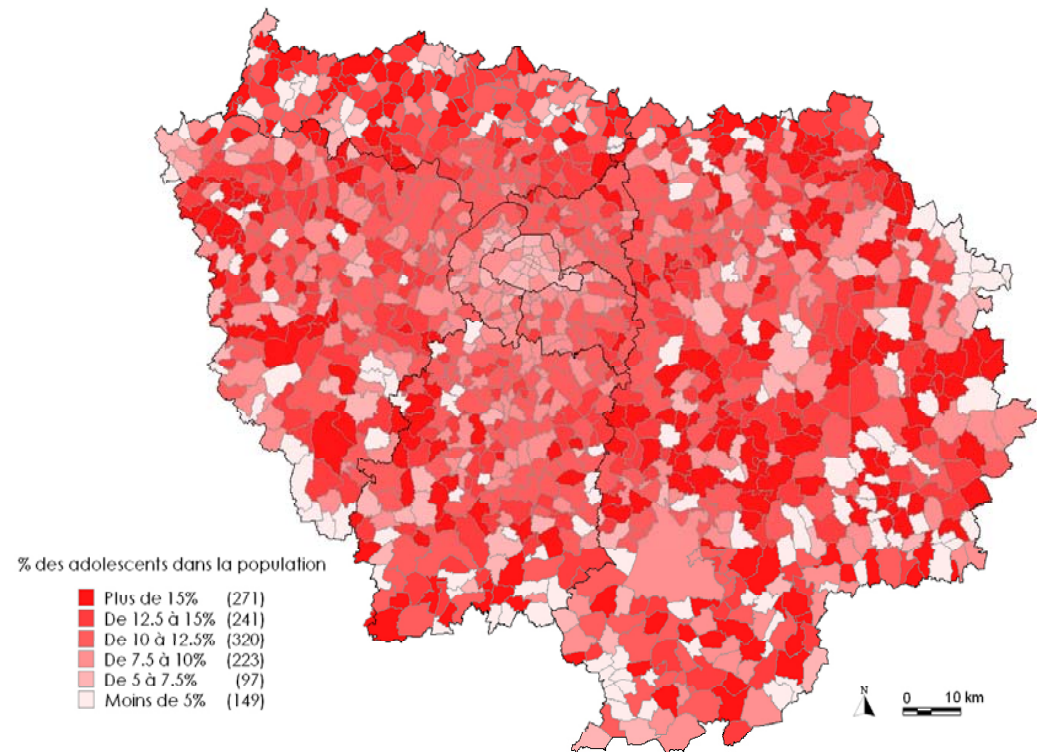 % des adolescents dans la population
Plus de 15% (271)
De 12.5 à 15% (241)
De 10 à 12.5% (320)
De 7.5 à 10% (223)
De 5 à 7.5% (97)
Moins de 5% (149)
N
0 10 km